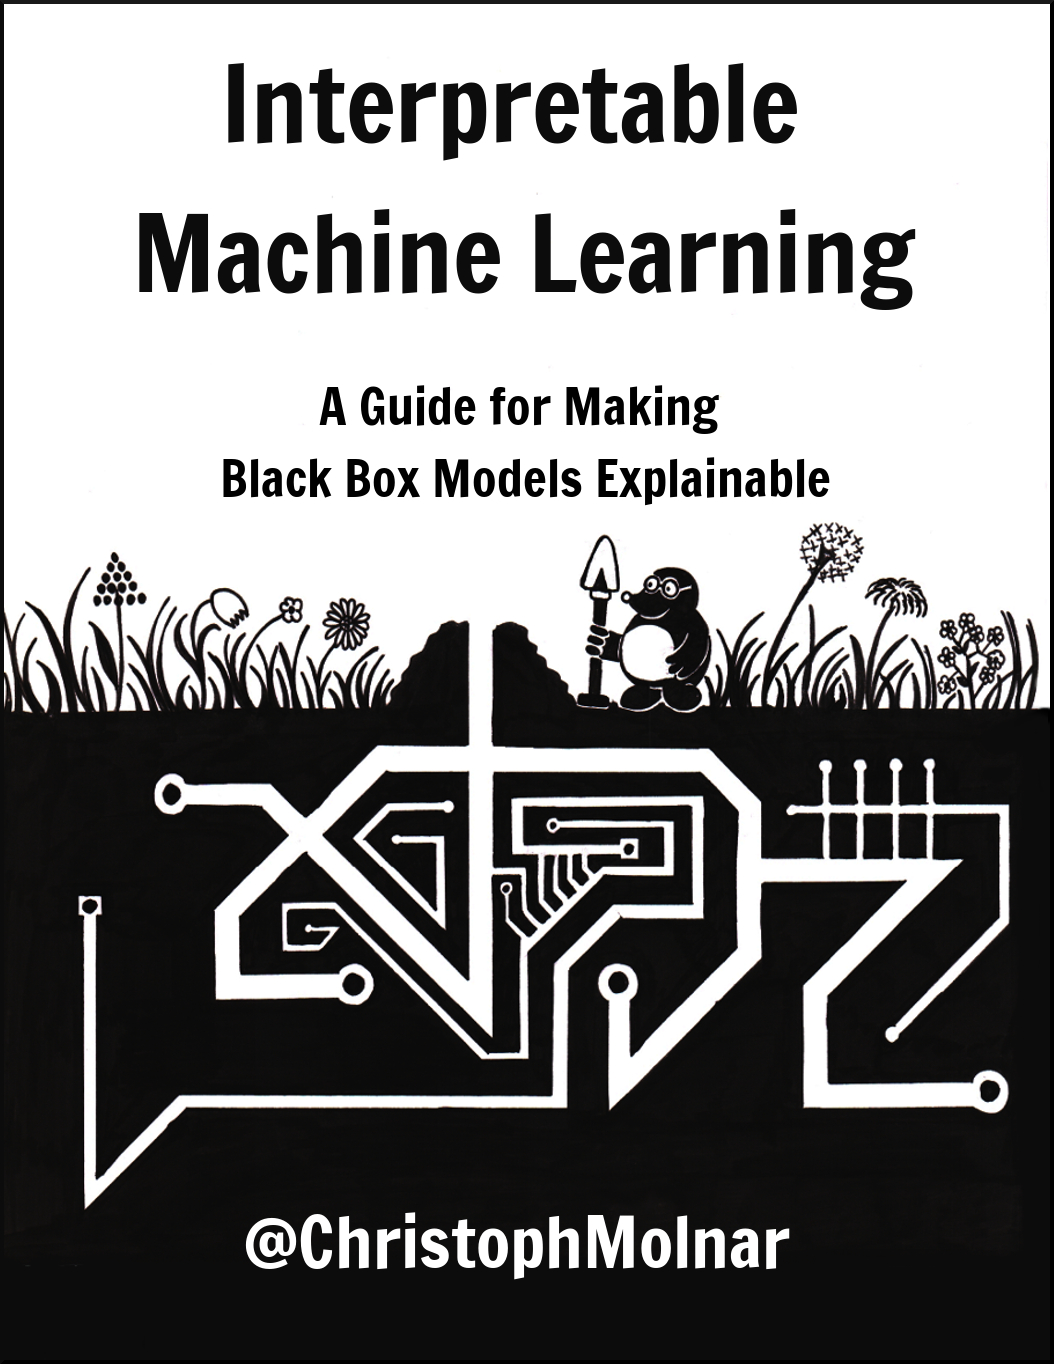 Interpretable
Machine Learning
A Guide for Making
Black Box Models Explainable
@ChristophMolnar